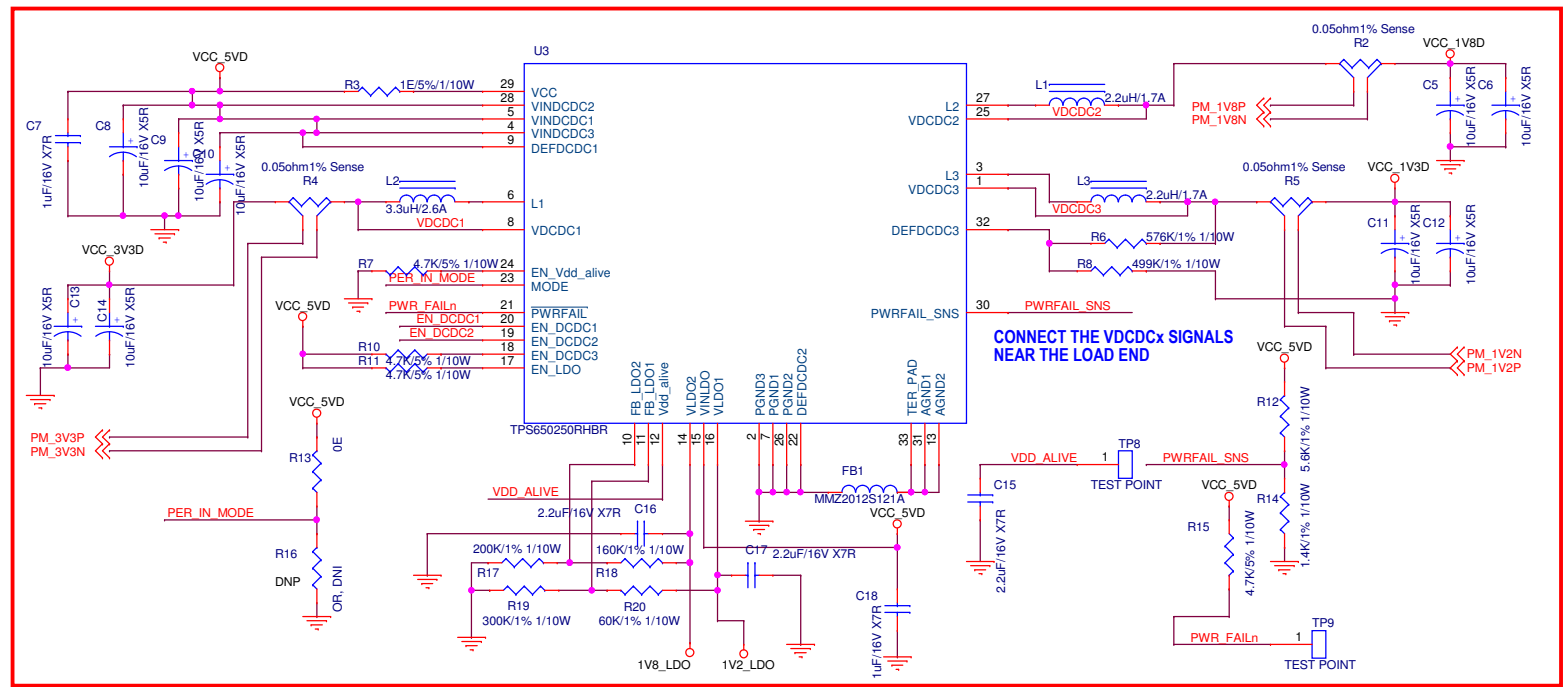 U3
VCC_5VD
R3
1E/5%/1/10W
29
VCC
28
VINDCDC2
5
VINDCDC1
4
VINDCDC3
9
DEFDCDC1
C7
1uF/16V X7R
C8
10uF/16V X5R
C9
10uF/16V X5R
C10
10uF/16V X5R
0.05ohm1% Sense
R4
L2
3.3uH/2.6A
6
L1
VDCDC1
8
VDCDC1
VCC_3V3D
C13
10uF/16V X5R
C14
10uF/16V X5R
R7
4.7K/5% 1/10W
24
EN_Vdd_alive
PER_IN_MODE
23
MODE
VCC_5VD
PWR_FAILn
21
PWRFAIL
EN_DCDC1
20
EN_DCDC1
EN_DCDC2
19
EN_DCDC2
R10
4.7K/5% 1/10W
18
EN_DCDC3
R11
4.7K/5% 1/10W
17
EN_LDO
PM_3V3P
PM_3V3N
VCC_5VD
R13
0E
PER_IN_MODE
R16
DNP
OR, DNI
TPS650250RHBR
FB_LDO2
FB_LDO1
Vdd_alive
VLDO2
VINLDO
VLDO1
PGND3
PGND1
PGND2
DEFDCDC2
TER_PAD
AGND1
AGND2
10
11
12
14
15
16
2
7
26
22
33
31
13
VDD_ALIVE
C16
2.2uF/16V X7R
200K/1% 1/10W
R17
160K/1% 1/10W
R18
R19
300K/1% 1/10W
R20
60K/1% 1/10W
C17
2.2uF/16V X7R
1V8_LDO
1V2_LDO
FB1
MMZ2012S121A
VCC_5VD
C18
1uF/16V X7R
0.05ohm1% Sense
R2
VCC_1V8D
27
L2
L1
2.2uH/1.7A
25
VDCDC2
VDCDC2
PM_1V8P
PM_1V8N
C5
10uF/16V X5R
C6
10uF/16V X5R
0.05ohm1% Sense
R5
VCC_1V3D
3
L3
L3
2.2uH/1.7A
1
VDCDC3
VDCDC3
32
DEFDCDC3
R6
576K/1% 1/10W
R8
499K/1% 1/10W
C11
10uF/16V X5R
C12
10uF/16V X5R
30
PWRFAIL_SNS
PWRFAIL_SNS
CONNECT THE VDCDCx SIGNALS
NEAR THE LOAD END
PM_1V2N
PM_1V2P
VCC_5VD
R12
5.6K/1% 1/10W
VDD_ALIVE
1
TP8
TEST POINT
PWRFAIL_SNS
C15
2.2uF/16V X7R
VCC_5VD
R14
1.4K/1% 1/10W
R15
4.7K/5% 1/10W
PWR_FAILn
1
TP9
TEST POINT